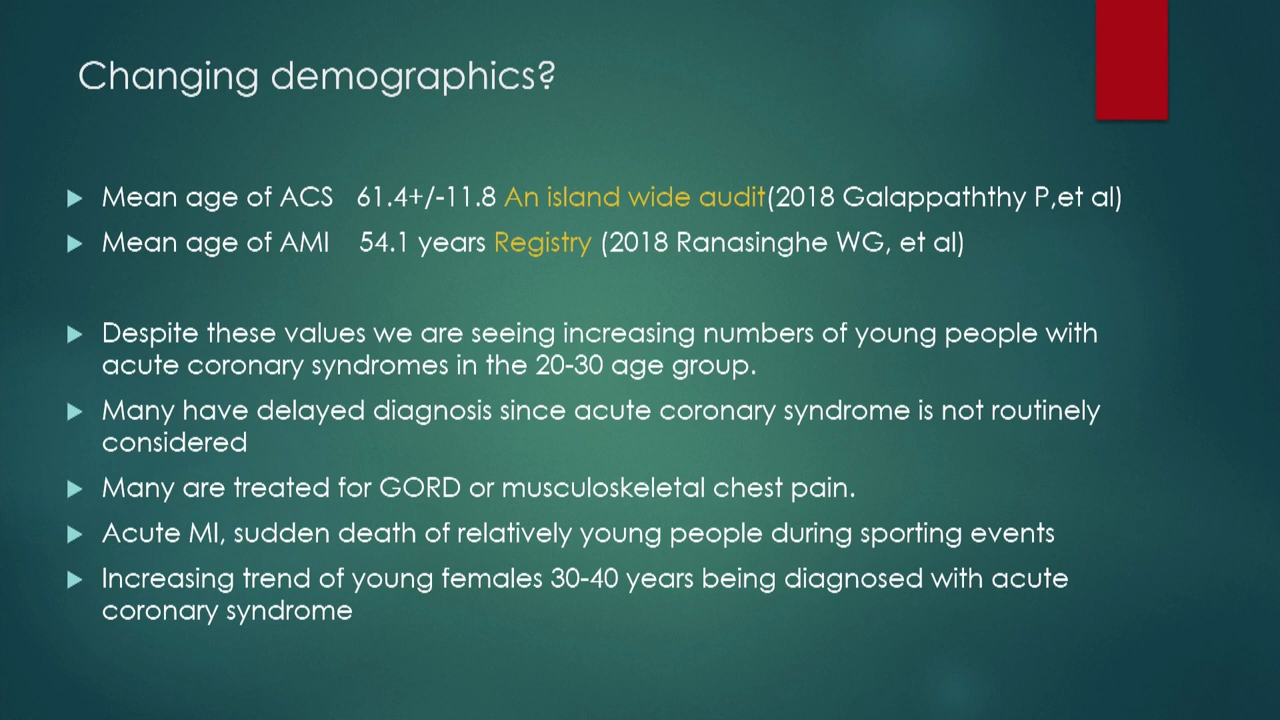 Changing demographics?
Mean age of ACS 61.4+/-11.8 An island wide audit(2018 Galappaththy P,et al)
Mean age of AMI 54.1 years Registry (2018 Ranasinghe WG, et al)
Despite these values we are seeing increasing numbers of young people with
acute coronary syndromes in the 20-30 age group.
Many have delayed diagnosis since acute coronary syndrome is not routinely
considered
Many are treated for GORD or musculoskeletal chest pain.
Acute MI, sudden death of relatively young people during sporting events
Increasing trend of young females 30-40 years being diagnosed with acute
coronary syndrome